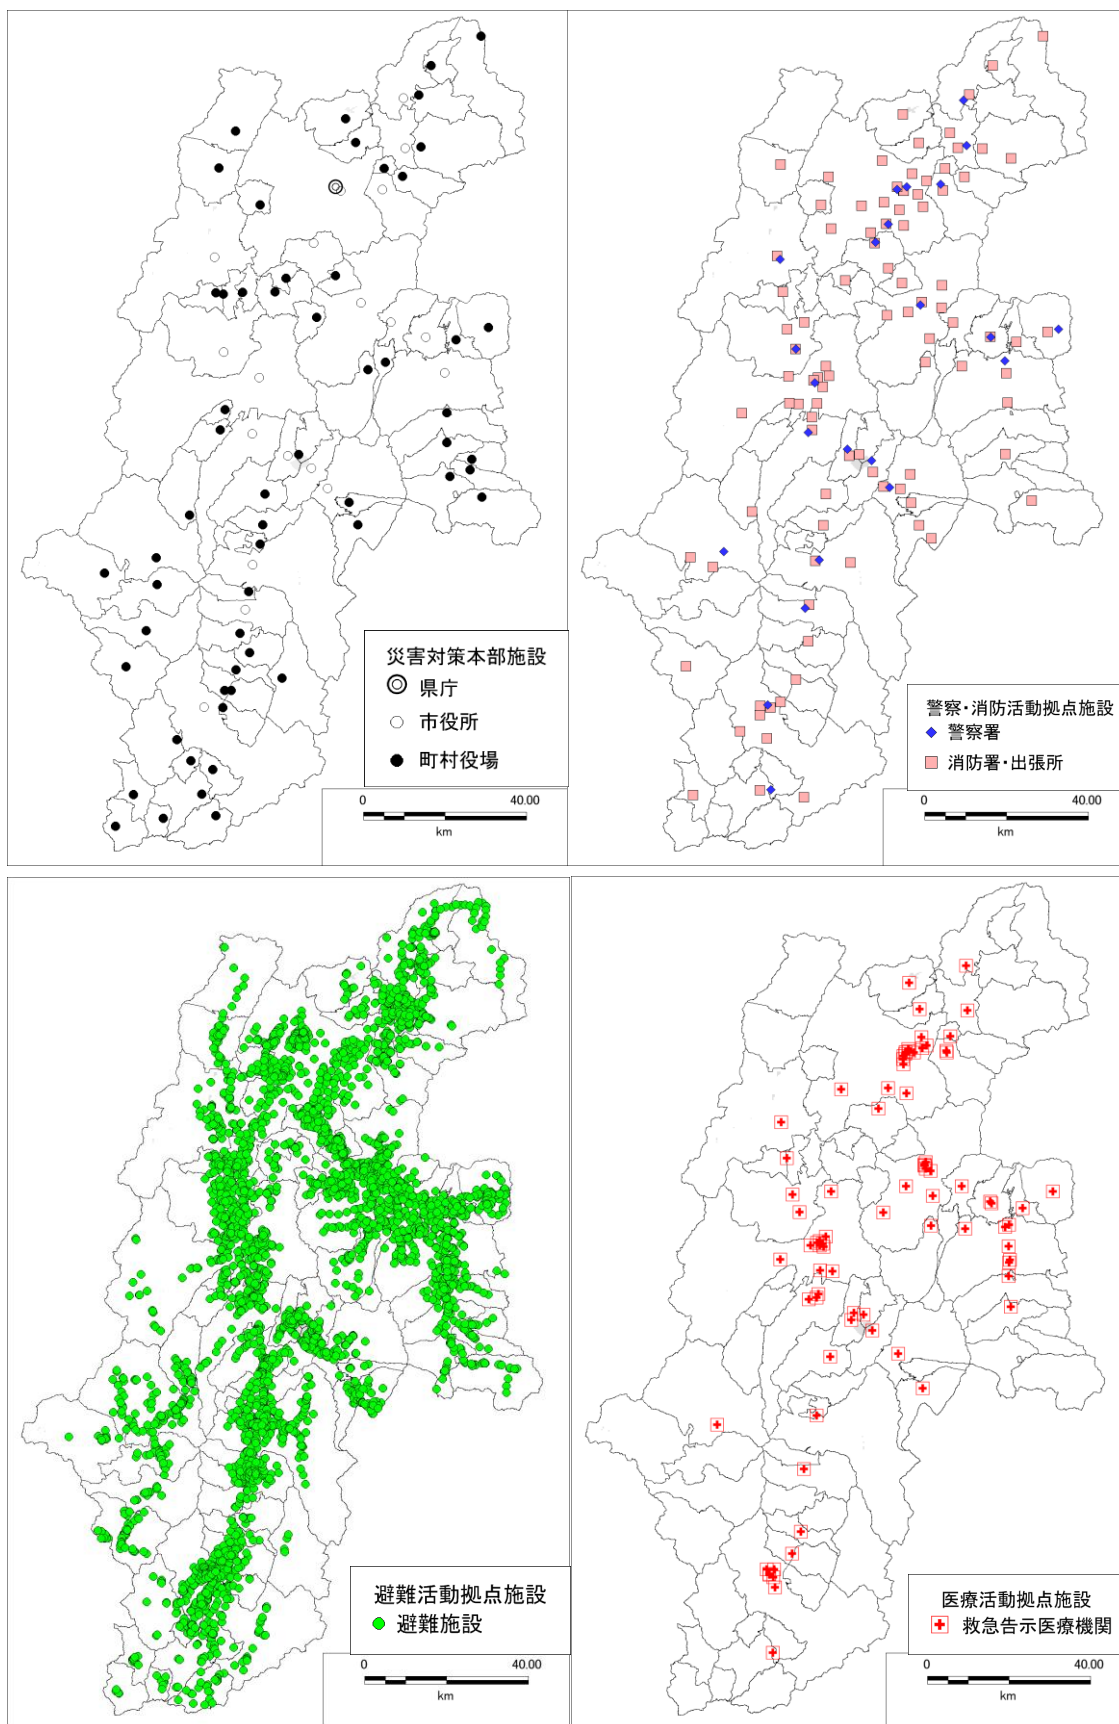 災害対策本部施設
県庁
市役所
町村役場
0 40.00
km
警察・消防活動拠点施設
警察署
消防署・出張所
0 40.00
km
避難活動拠点施設
避難施設
0 40.00
km
医療活動拠点施設
救急告示医療機関
0 40.00
km